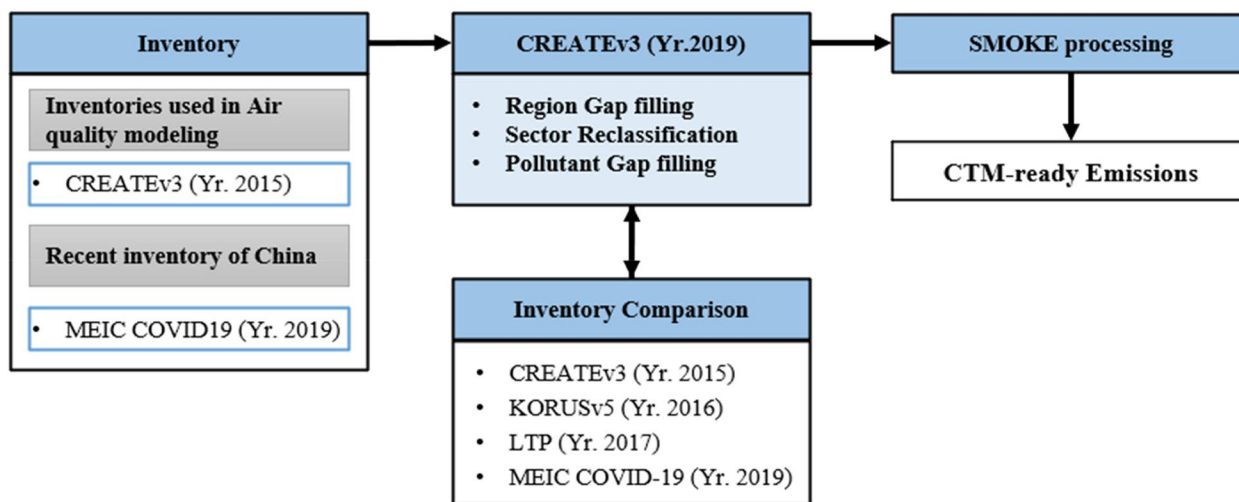 Inventory
Inventories used in Air
quality modeling
• CREATEv3 (Yr. 2015)
Recent inventory of China
• MEIC COVID19 (Yr. 2019)
CREATEv3 (Yr.2019)
• Region Gap filling
• Sector Reclassification
• Pollutant Gap filling
Inventory Comparison
• CREATEv3 (Yr. 2015)
• KORUSv5 (Yr. 2016)
• LTP (Yr. 2017)
• MEIC COVID-19 (Yr. 2019)
SMOKE processing
CTM-ready Emissions